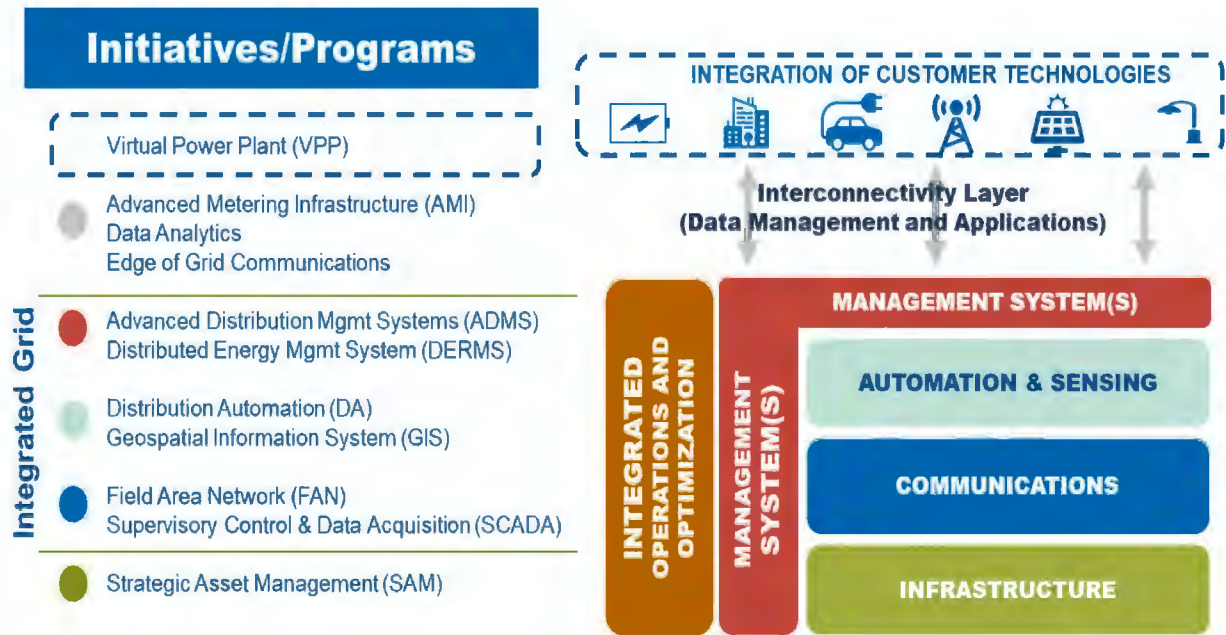 Initiatives/Programs
Virtual Power Plant (VPP)
Advanced Metering Infrastructure (AMI)
Data Analytics
Edge of Grid Communications
Integrated Grid
Advanced Distribution Mgmt Systems (ADMS)
Distributed Energy Mgmt System (DERMS)
Distribution Automation (DA)
Geospatial Information System (GIS)
Field Area Network (FAN)
Supervisory Control & Data Acquisition (SCADA)
Strategic Asset Management (SAM)
INTEGRATION OF CUSTOMER TECHNOLOGIES
Interconnectivity Layer
(Data Management and Applications)
INTEGRATED
OPERATIONS AND
OPTIMIZATION
MANAGEMENT
SYSTEM(S)
MANAGEMENT SYSTEM(S)
AUTOMATION & SENSING
COMMUNICATIONS
INFRASTRUCTURE